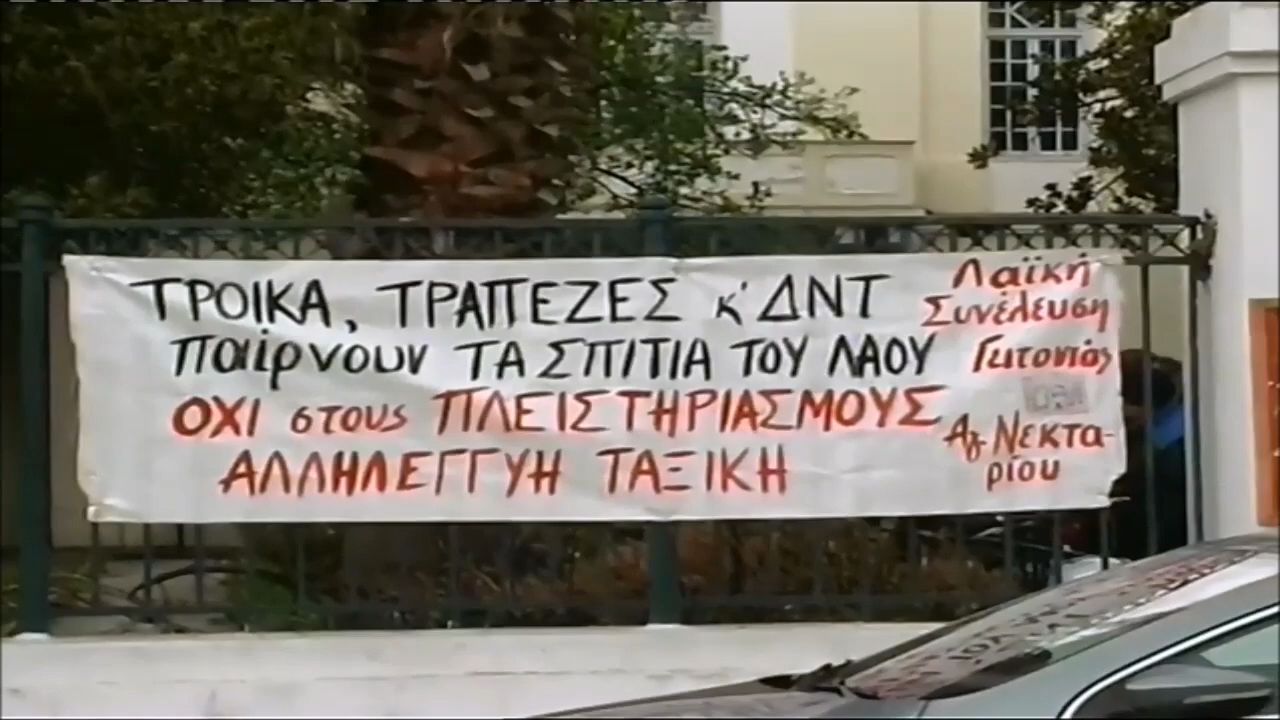 ΤΡΟΙΚΑ, ΤΡΑΠΕΖΕΣ κ' ΔΝΤ
παίρνουν ΤΑ ΣΠΙΤΙΑ ΤΟΥ ΛΑΟΥ
ΟΧΙ στους ΠΛΕΙΣΤΗΡΙΑΣΜΟΥΣ
ΑΛΛΗΛΕΓΓΥΗ ΤΑΞΙΚΗ
Λαϊκή
Συνέλευση
Γειτονιάς
Αγ Νεκτα-
ρίου